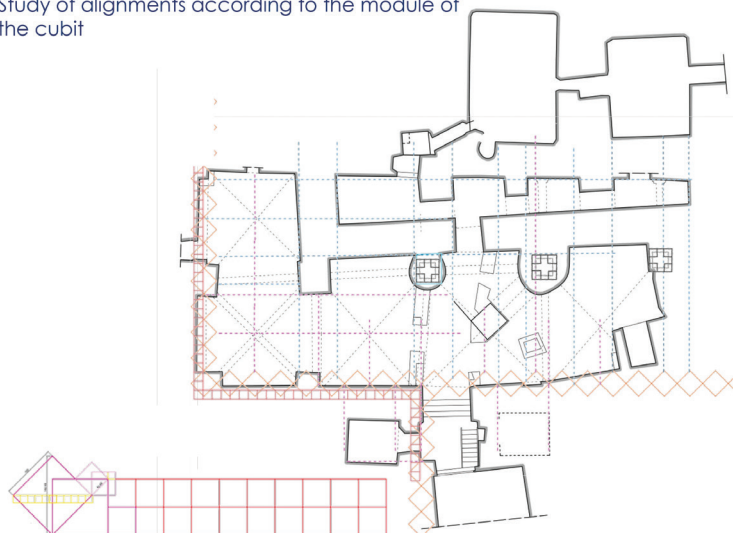 Study of alignments according to the module of
the cubit